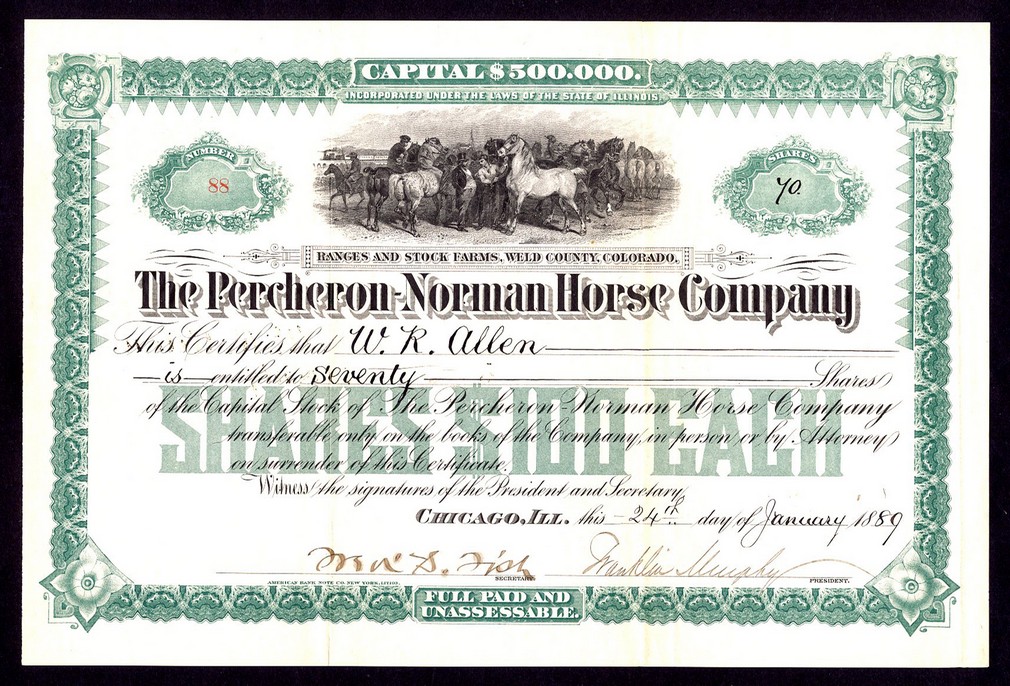 CAPITAL $500.000.
INCORPORATED UNDER THE LAWS OF THE STATE OF ILLINOIS
NUMBER
88
SHARES
70
RANGES AND STOCK FARMS, WELD COUNTY, COLORADO.
The Percheron-Norman Horse Company
This Certifies that W. R. Allen
is entitled to Seventy Shares
of the Capital Stock of The Percheron-Norman Horse Company
transferable only on the books of the Company, in person or by Attorney
on surrender of this Certificate.
SHARES $100 EACH
Witness the signatures of the President and Secretary,
CHICAGO, ILL. this 24th day of January 1889
D. Fish
Franklin Murphy
AMERICAN BANK NOTE CO. NEW YORK, LITHO.
SECRETARY.
PRESIDENT.
FULL PAID AND
UNASSESSABLE.